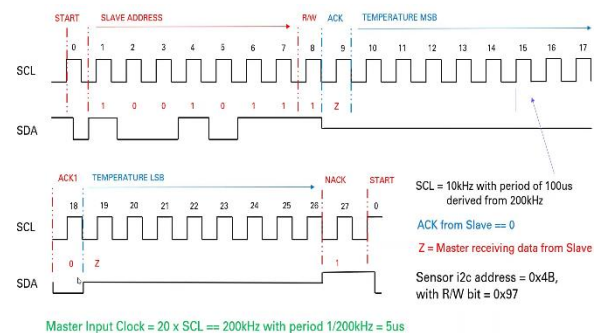 START SLAVE ADDRESS R/W ACK TEMPERATURE MSB
0 1 2 3 4 5 6 7 8 9 10 11 12 13 14 15 16 17
SCL
1 0 0 1 0 1 1 1 Z
SDA
ACK1 TEMPERATURE LSB NACK START
18 19 20 21 22 23 24 25 26 27 0
SCL
0 Z 1
SDA
SCL = 10kHz with period of 100us
derived from 200kHz
ACK from Slave == 0
Z = Master receiving data from Slave
Sensor i2c address = 0x4B,
with R/W bit = 0x97
Master Input Clock = 20 x SCL == 200kHz with period 1/200kHz = 5us